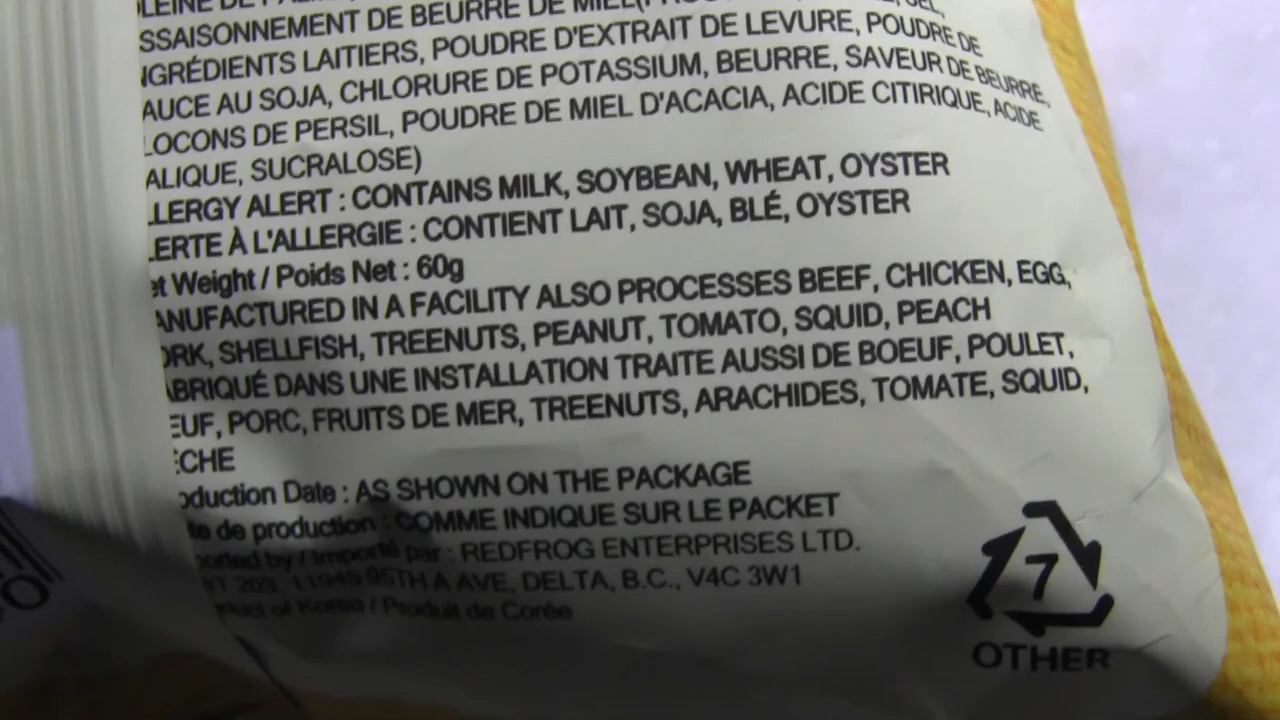 SSAISONNEMENT DE BEURRE DE MIEL
NGRÉDIENTS LAITIERS, POUDRE D'EXTRAIT DE LEVURE, POUDRE DE
AUCE AU SOJA, CHLORURE DE POTASSIUM, BEURRE, SAVEUR DE BEURRE,
LOCONS DE PERSIL, POUDRE DE MIEL D'ACACIA, ACIDE CITIRIQUE, ACIDE
ALIQUE, SUCRALOSE)
LLERGY ALERT : CONTAINS MILK, SOYBEAN, WHEAT, OYSTER
LERTE À L'ALLERGIE : CONTIENT LAIT, SOJA, BLÉ, OYSTER
et Weight / Poids Net : 60g
ANUFACTURED IN A FACILITY ALSO PROCESSES BEEF, CHICKEN, EGG,
ORK, SHELLFISH, TREENUTS, PEANUT, TOMATO, SQUID, PEACH
ABRIQUÉ DANS UNE INSTALLATION TRAITE AUSSI DE BOEUF, POULET,
EUF, PORC, FRUITS DE MER, TREENUTS, ARACHIDES, TOMATE, SQUID,
ÊCHE
oduction Date : AS SHOWN ON THE PACKAGE
te de production : COMME INDIQUE SUR LE PACKET
ported by / Importé par : REDFROG ENTERPRISES LTD.
203, 11945 95TH A AVE, DELTA, B.C., V4C 3W1
duct of Korea / Produit de Corée
7
OTHER